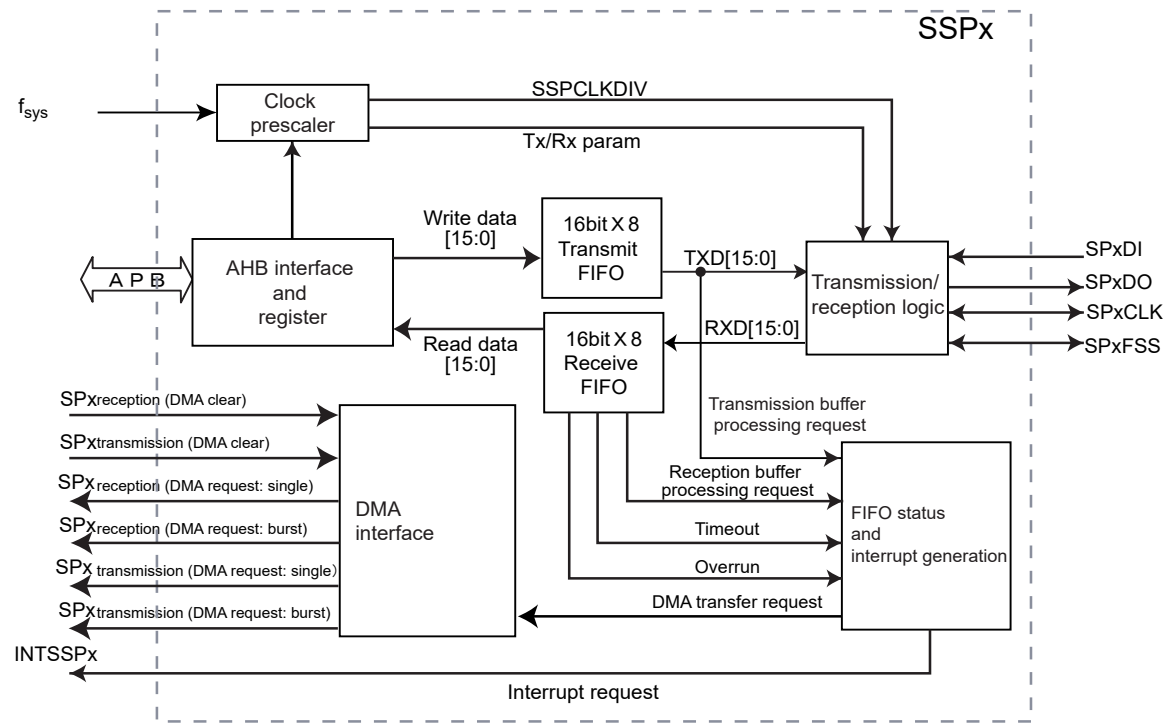 SSPx
fsys
Clock
prescaler
SSPCLKDIV
Tx/Rx param
Write data
[15:0]
16bit X 8
Transmit
FIFO
TXD[15:0]
APB
AHB interface
and
register
Transmission/
reception logic
SPxDI
SPxDO
SPxCLK
SPxFSS
Read data
[15:0]
16bit X 8
Receive
FIFO
RXD[15:0]
SPxreception (DMA clear)
SPxtransmission (DMA clear)
SPx reception (DMA request: single)
SPxreception (DMA request: burst)
SPx transmission (DMA request: single)
SPxtransmission (DMA request: burst)
INTSSPx
DMA
interface
Transmission buffer
processing request
Reception buffer
processing request
Timeout
Overrun
DMA transfer request
FIFO status
and
interrupt generation
Interrupt request